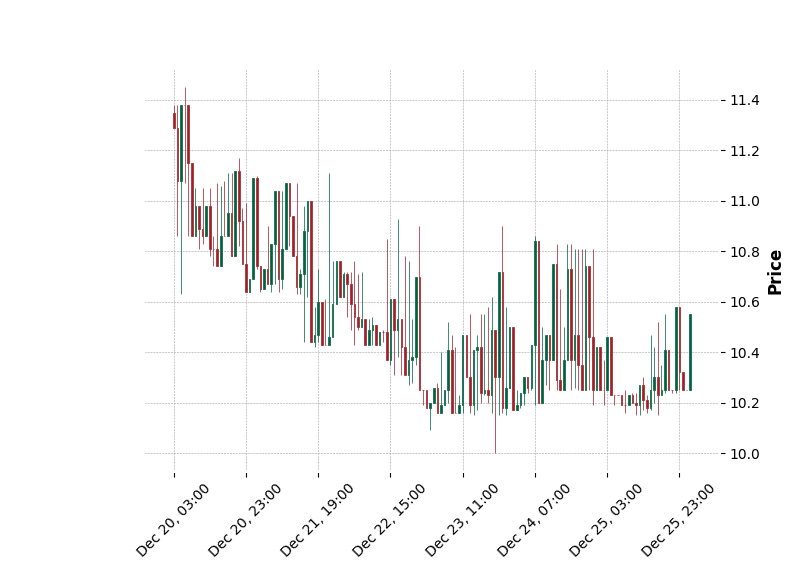 11.4
11.2
11.0
10.8
10.6
10.4
10.2
10.0
Price
Dec 20, 03:00
Dec 20, 23:00
Dec 21, 19:00
Dec 22, 15:00
Dec 23, 11:00
Dec 24, 07:00
Dec 25, 03:00
Dec 25, 23:00